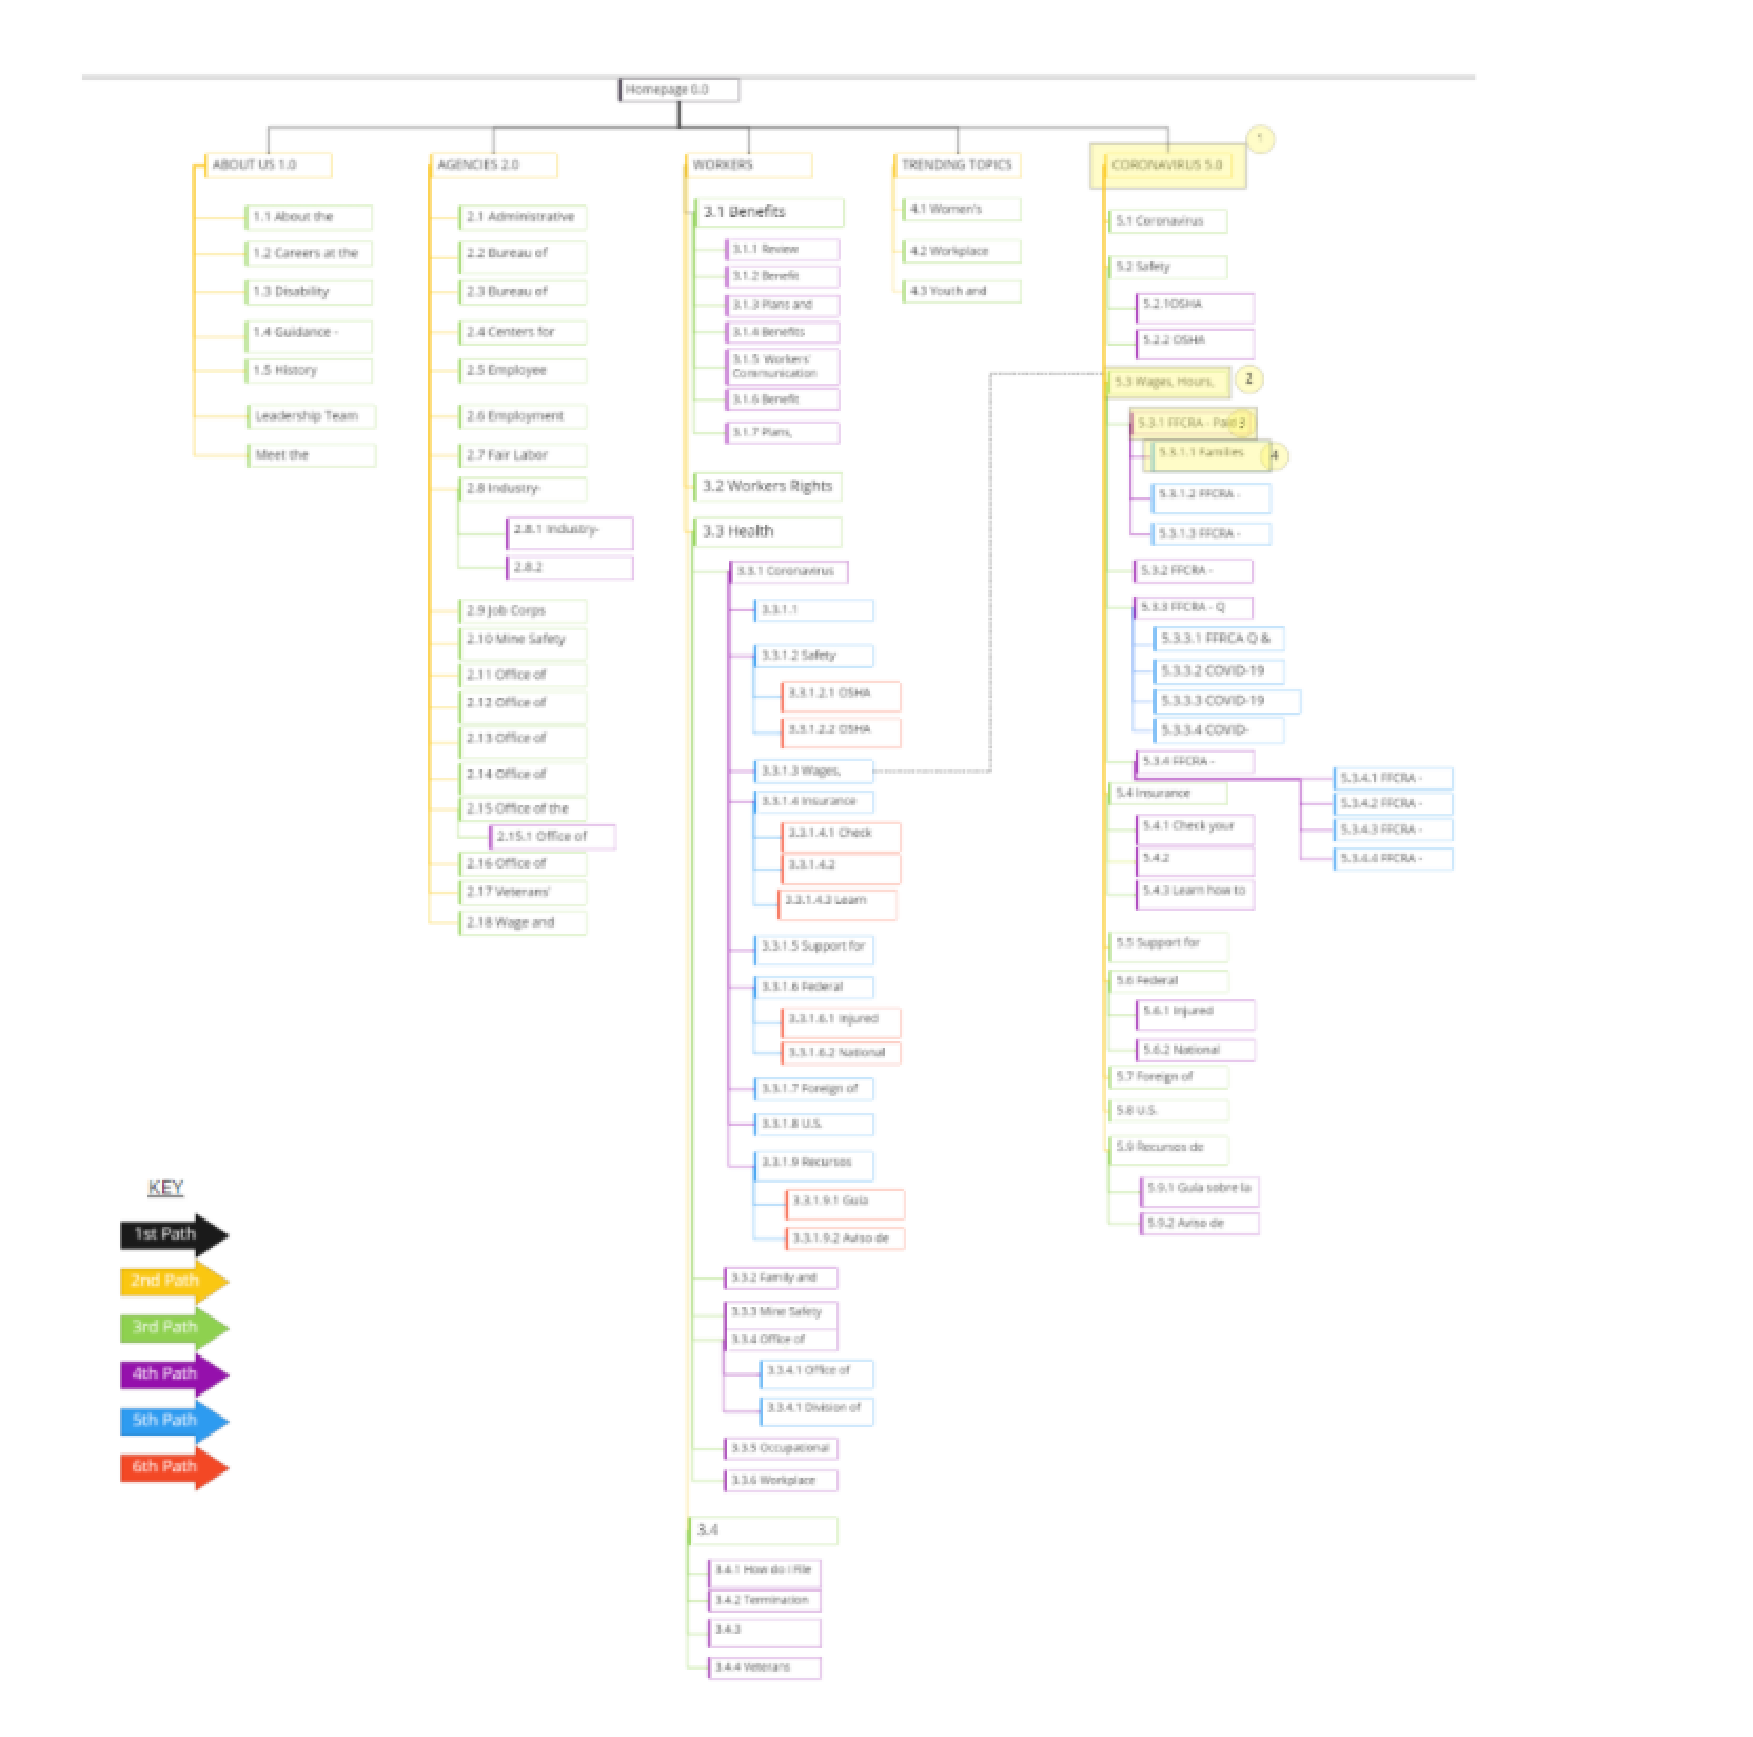 Homepage 0.0
ABOUT US 1.0
1.1 About the
1.2 Careers at the
1.3 Disability
1.4 Guidance -
1.5 History
Leadership Team
Meet the
AGENCIES 2.0
2.1 Administrative
2.2 Bureau of
2.3 Bureau of
2.4 Centers for
2.5 Employee
2.6 Employment
2.7 Fair Labor
2.8 Industry-
2.8.1 Industry-
2.8.2
2.9 Job Corps
2.10 Mine Safety
2.11 Office of
2.12 Office of
2.13 Office of
2.14 Office of
2.15 Office of the
2.15.1 Office of
2.16 Office of
2.17 Veterans'
2.18 Wage and
WORKERS
3.1 Benefits
3.1.1 Review
3.1.2 Benefit
3.1.3 Plans and
3.1.4 Benefits
3.1.5 Workers'
Communication
3.1.6 Benefit
3.1.7 Plans,
3.2 Workers Rights
3.3 Health
3.3.1 Coronavirus
3.3.1.1
3.3.1.2 Safety
3.3.1.2.1 OSHA
3.3.1.2.2 OSHA
3.3.1.3 Wages,
3.3.1.4 Insurance
3.3.1.4.1 Check
3.3.1.4.2
3.3.1.4.3 Learn
3.3.1.5 Support for
3.3.1.6 Federal
3.3.1.6.1 Injured
3.3.1.6.2 National
3.3.1.7 Foreign of
3.3.1.8 U.S.
3.3.1.9 Recursos
3.3.1.9.1 Guía
3.3.1.9.2 Aviso de
3.3.2 Family and
3.3.3 Mine Safety
3.3.4 Office of
3.3.4.1 Office of
3.3.4.1 Division of
3.3.5 Occupational
3.3.6 Workplace
3.4
3.4.1 How do I File
3.4.2 Termination
3.4.3
3.4.4 Veterans
TRENDING TOPICS
4.1 Women's
4.2 Workplace
4.3 Youth and
CORONAVIRUS 5.0
1
5.1 Coronavirus
5.2 Safety
5.2.1OSHA
5.2.2 OSHA
5.3 Wages, Hours,
2
5.3.1 FFCRA - Paid
3
5.3.1.1 Families
4
5.3.1.2 FFCRA -
5.3.1.3 FFCRA -
5.3.2 FFCRA -
5.3.3 FFCRA - Q
5.3.3.1 FFRCA Q &
5.3.3.2 COVID-19
5.3.3.3 COVID-19
5.3.3.4 COVID-
5.3.4 FFCRA -
5.3.4.1 FFCRA -
5.3.4.2 FFCRA -
5.3.4.3 FFCRA -
5.3.4.4 FFCRA -
5.4 Insurance
5.4.1 Check your
5.4.2
5.4.3 Learn how to
5.5 Support for
5.6 Federal
5.6.1 Injured
5.6.2 National
5.7 Foreign of
5.8 U.S.
5.9 Recursos de
5.9.1 Guía sobre la
5.9.2 Aviso de
KEY
1st Path
2nd Path
3rd Path
4th Path
5th Path
6th Path